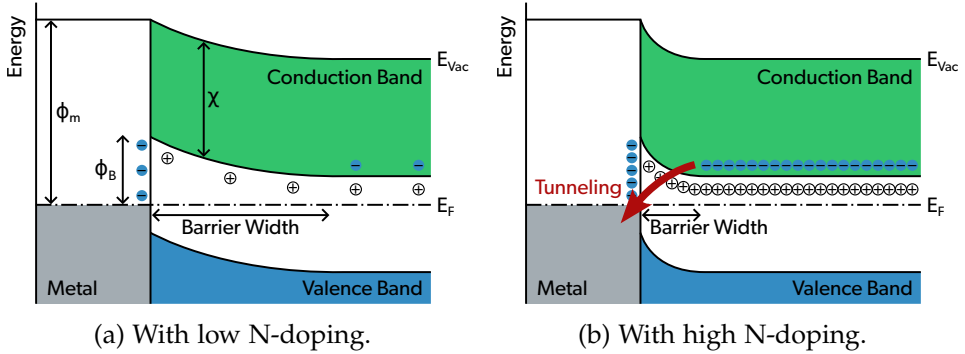 Energy
ϕm
ϕB
χ
Conduction Band
EVac
EF
Barrier Width
Metal
Valence Band
(a) With low N-doping.
Energy
Conduction Band
EVac
Tunneling
EF
Barrier Width
Metal
Valence Band
(b) With high N-doping.